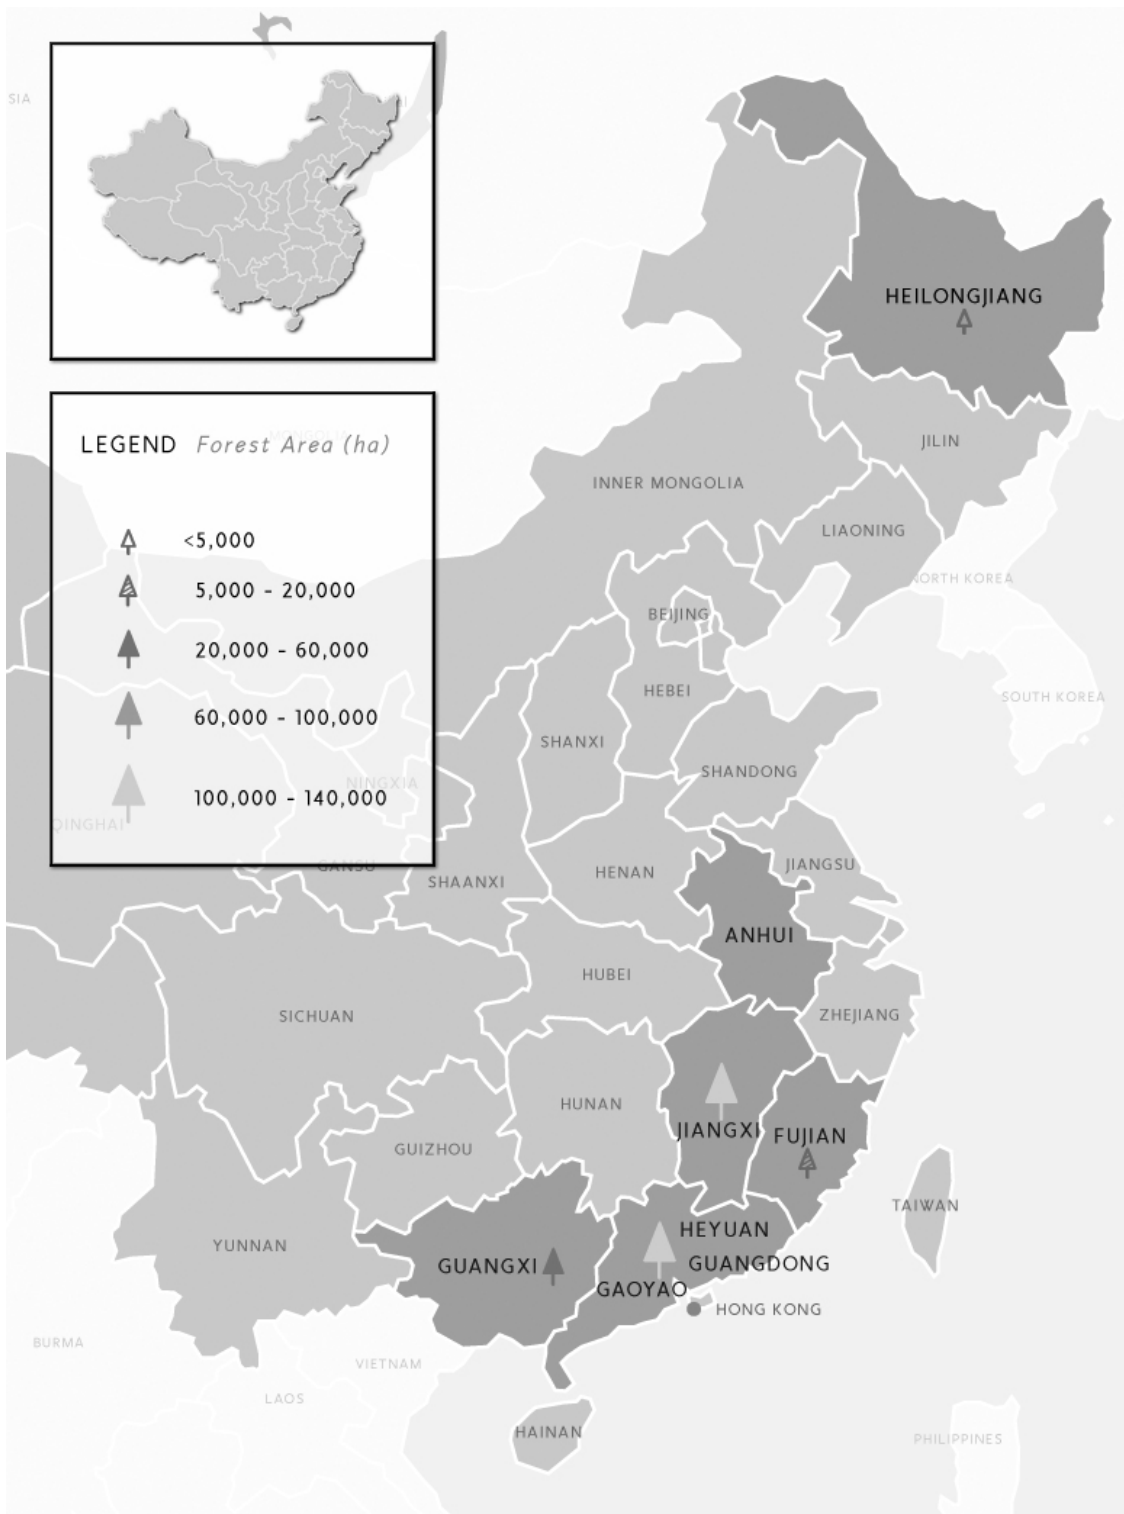 SIA
LEGEND Forest Area (ha)
<5,000
5,000 - 20,000
20,000 - 60,000
60,000 - 100,000
100,000 - 140,000
MONGOLIA
HEILONGJIANG
JILIN
INNER MONGOLIA
LIAONING
NORTH KOREA
BEIJING
HEBEI
SOUTH KOREA
SHANXI
SHANDONG
NINGXIA
QINGHAI
GANSU
SHAANXI
HENAN
JIANGSU
ANHUI
HUBEI
SICHUAN
ZHEJIANG
HUNAN
JIANGXI
FUJIAN
GUIZHOU
TAIWAN
YUNNAN
HEYUAN
GUANGXI
GUANGDONG
GAOYAO
HONG KONG
BURMA
VIETNAM
LAOS
HAINAN
PHILIPPINES